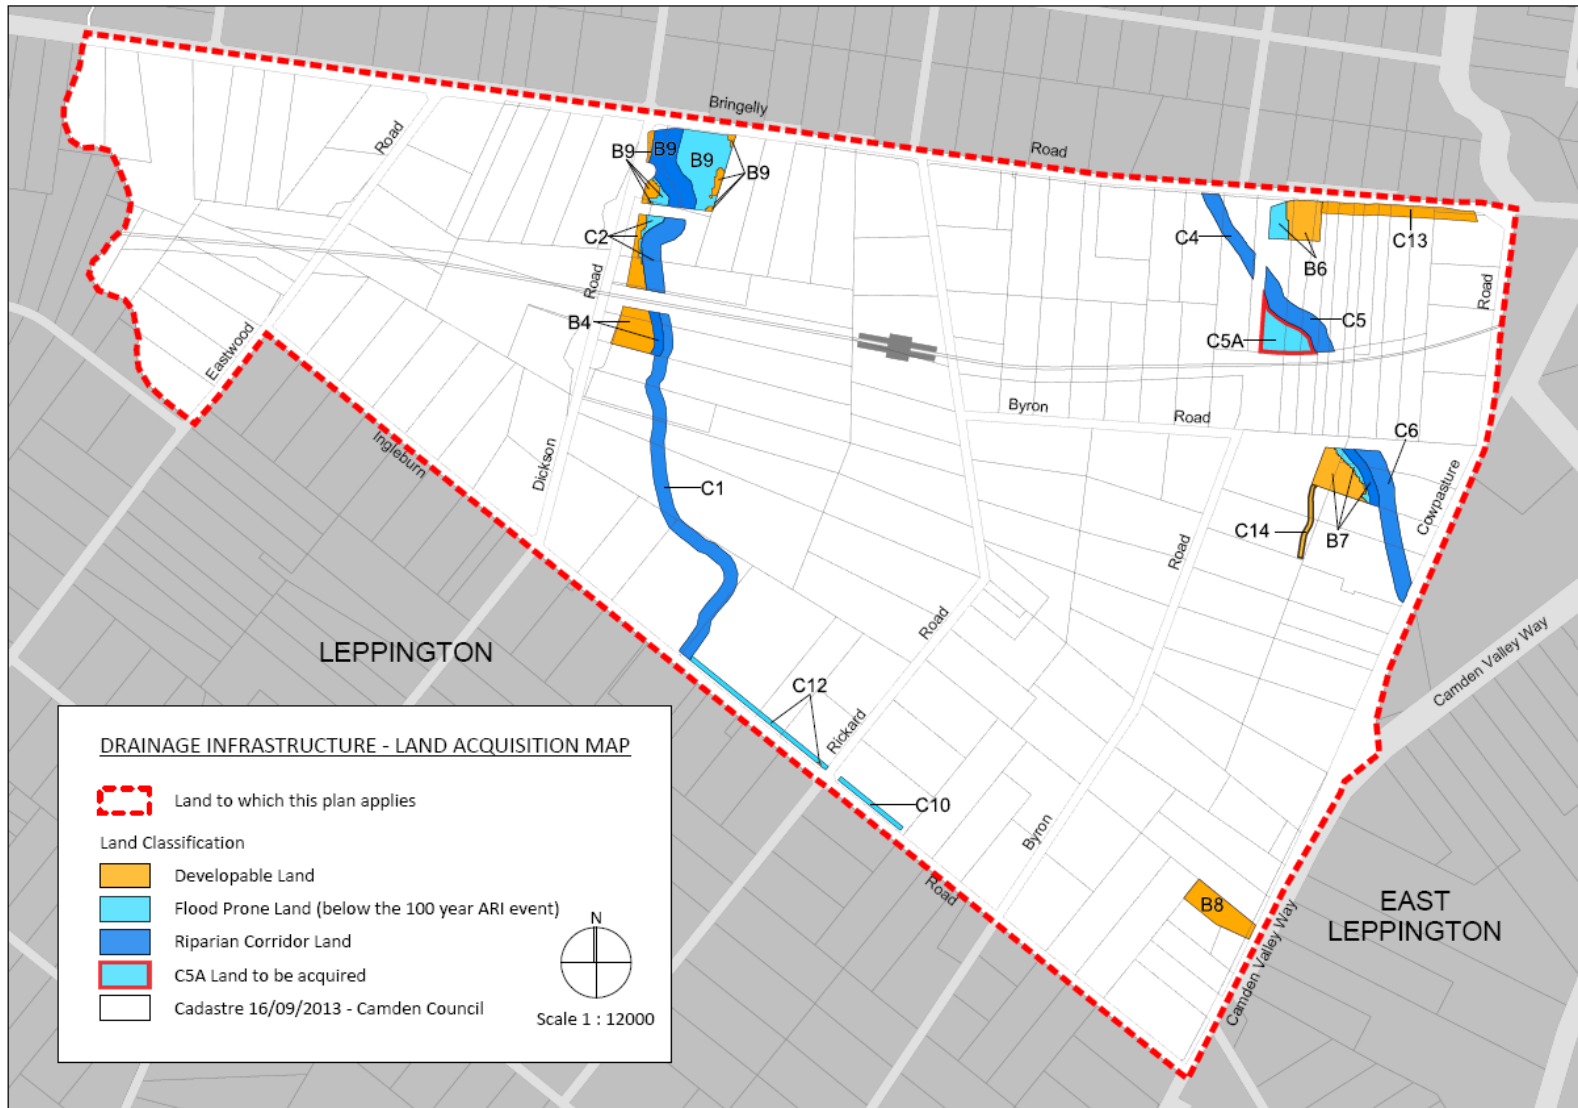 Bringelly
Road
Road
B9
B9
B9
B9
C2
Road
B4
C4
B6
C13
Road
C5
C5A
Byron
Road
C6
Eastwood
Ingleburn
Dickson
C1
Cowpasture
C14
B7
Road
Road
LEPPINGTON
Camden Valley Way
C12
Rickard
C10
Byron
Road
B8
Camden Valley Way
EAST
LEPPINGTON
DRAINAGE INFRASTRUCTURE - LAND ACQUISITION MAP
Land to which this plan applies
Land Classification
Developable Land
Flood Prone Land (below the 100 year ARI event)
Riparian Corridor Land
C5A Land to be acquired
Cadastre 16/09/2013 - Camden Council
N
Scale 1 : 12000